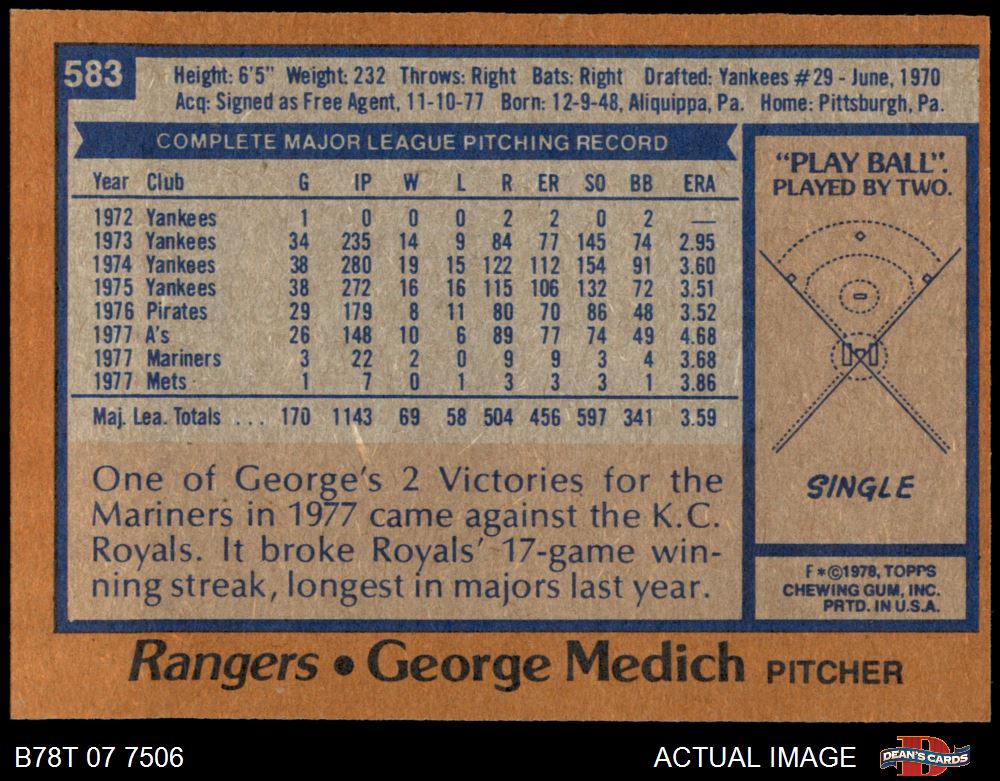 583
Height: 6'5" Weight: 232 Throws: Right Bats: Right Drafted: Yankees #29 - June, 1970
Acq: Signed as Free Agent, 11-10-77 Born: 12-9-48, Aliquippa, Pa. Home: Pittsburgh, Pa.
COMPLETE MAJOR LEAGUE PITCHING RECORD
Year Club G IP W L R ER SO BB ERA
1972 Yankees 1 0 0 0 2 2 0 2 —
1973 Yankees 34 235 14 9 84 77 145 74 2.95
1974 Yankees 38 280 19 15 122 112 154 91 3.60
1975 Yankees 38 272 16 16 115 106 132 72 3.51
1976 Pirates 29 179 8 11 80 70 86 48 3.52
1977 A's 26 148 10 6 89 77 74 49 4.68
1977 Mariners 3 22 2 0 9 9 3 4 3.68
1977 Mets 1 7 0 1 3 3 3 1 3.86
Maj. Lea. Totals . . . 170 1143 69 58 504 456 597 341 3.59
One of George's 2 Victories for the
Mariners in 1977 came against the K.C.
Royals. It broke Royals' 17-game win-
ning streak, longest in majors last year.
"PLAY BALL".
PLAYED BY TWO.
SINGLE
F*©1978, TOPPS
CHEWING GUM, INC.
PRTD. IN U.S.A.
Rangers • George Medich PITCHER
B78T 07 7506
ACTUAL IMAGE
D
DEAN'S CARDS